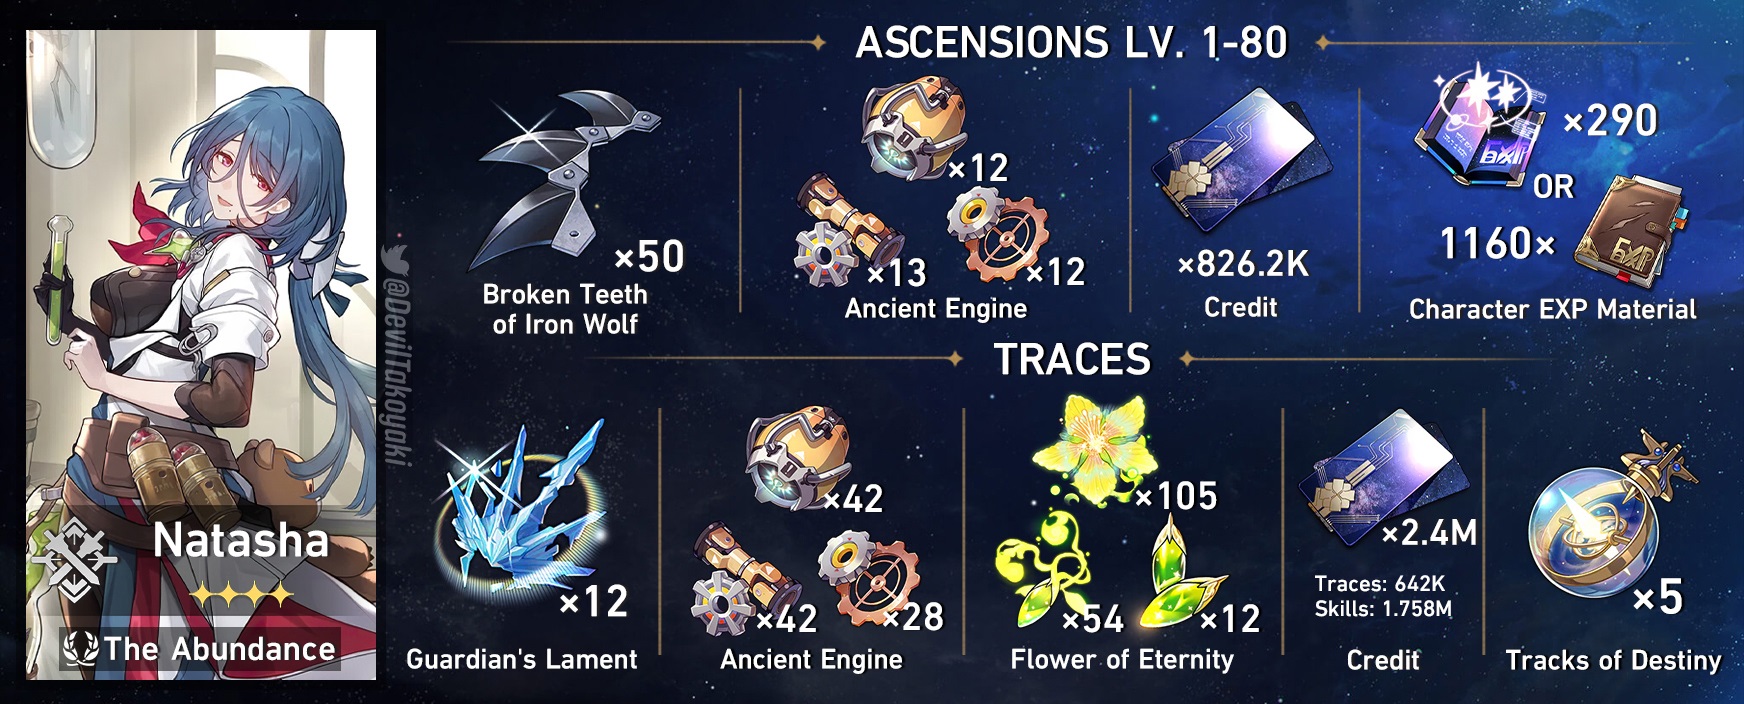 ASCENSIONS LV. 1-80
×50
Broken Teeth
of Iron Wolf
×12
×13
×12
Ancient Engine
×826.2K
Credit
EXP
×290
OR
1160×
EXP
Character EXP Material
@DevilTakoyaki
TRACES
×12
Guardian's Lament
×42
×42
×28
Ancient Engine
×105
×54
×12
Flower of Eternity
×2.4M
Traces: 642K
Skills: 1.758M
Credit
×5
Tracks of Destiny
Natasha
The Abundance